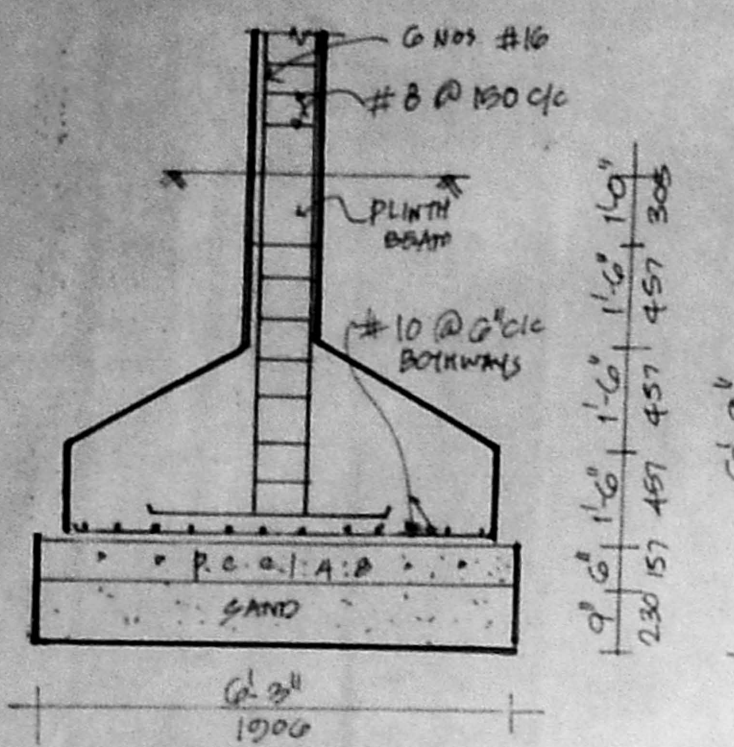 6 NOS #16
#8 @ 150 c/c
PLINTH
BEAM
#10 @ 6" c/c
BOTHWAYS
P.C.C. 1:4:8
SAND
6'-3"
1906
1'-0" 305
1'-6" 457
1'-6" 457
1'-6" 457
6" 157
9" 230